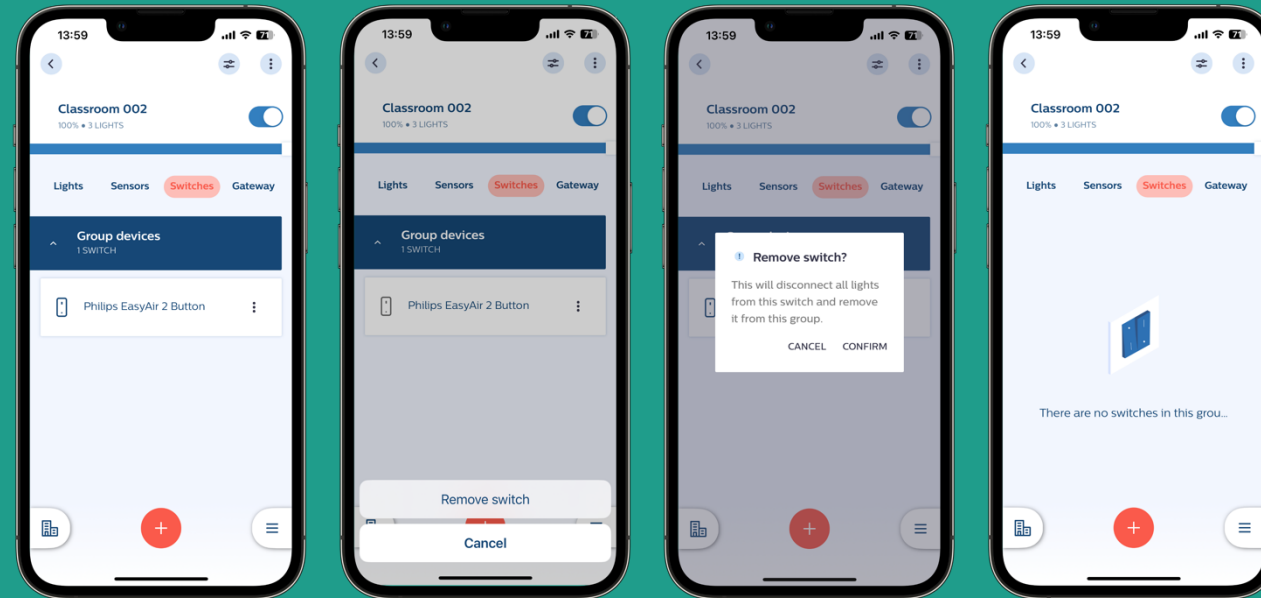 13:59
71
Classroom 002
100% • 3 LIGHTS
Lights Sensors Switches Gateway
Group devices
1 SWITCH
Philips EasyAir 2 Button
13:59
71
Classroom 002
100% • 3 LIGHTS
Lights Sensors Switches Gateway
Group devices
1 SWITCH
Philips EasyAir 2 Button
Remove switch
Cancel
13:59
71
Classroom 002
100% • 3 LIGHTS
Lights Sensors Switches Gateway
Remove switch?
This will disconnect all lights
from this switch and remove
it from this group.
CANCEL CONFIRM
13:59
71
Classroom 002
100% • 3 LIGHTS
Lights Sensors Switches Gateway
There are no switches in this grou...